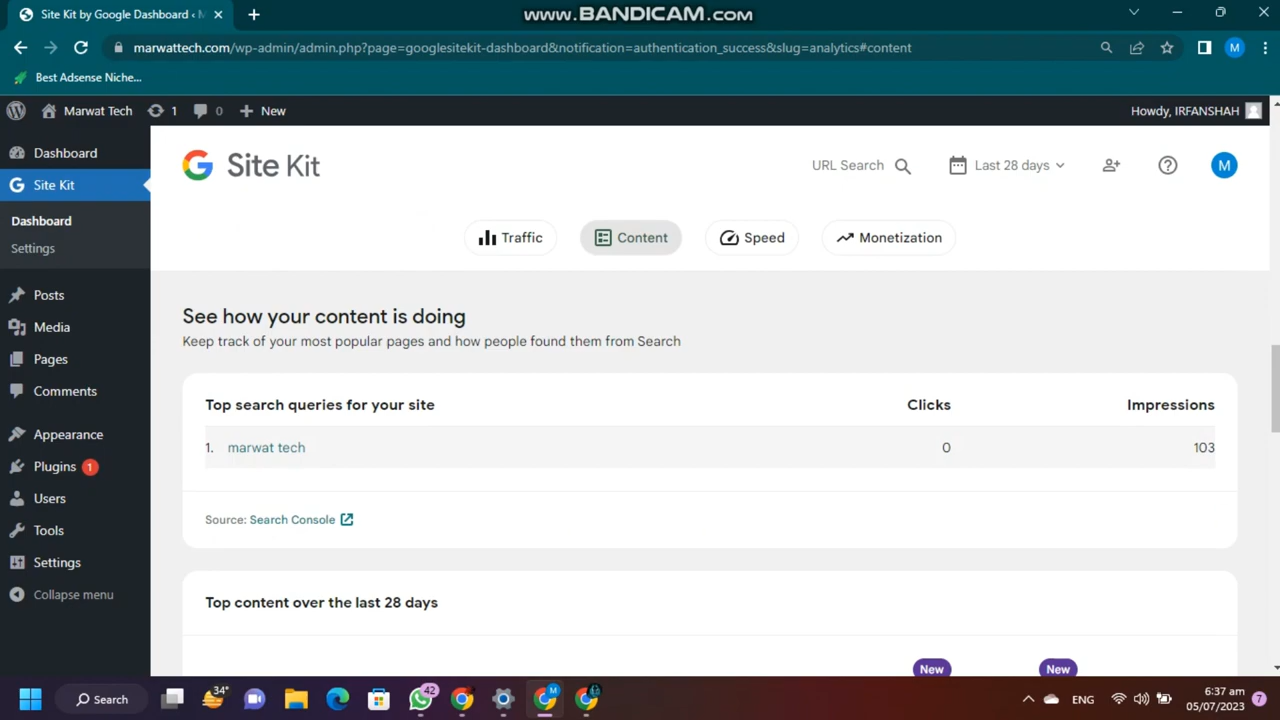 Site Kit by Google Dashboard ‹ M
www.BANDICAM.com
marwattech.com/wp-admin/admin.php?page=googlesitekit-dashboard&notification=authentication_success&slug=analytics#content
M
Best Adsense Niche...
Marwat Tech
1
0
New
Howdy, IRFANSHAH
Dashboard
Site Kit
Dashboard
Settings
Posts
Media
Pages
Comments
Appearance
Plugins 1
Users
Tools
Settings
Collapse menu
G Site Kit
URL Search
Last 28 days
M
Traffic
Content
Speed
Monetization
See how your content is doing
Keep track of your most popular pages and how people found them from Search
Top search queries for your site Clicks Impressions
1. marwat tech 0 103
Source: Search Console
Top content over the last 28 days
New New
Search
34°
42
M
ENG
6:37 am
05/07/2023
7